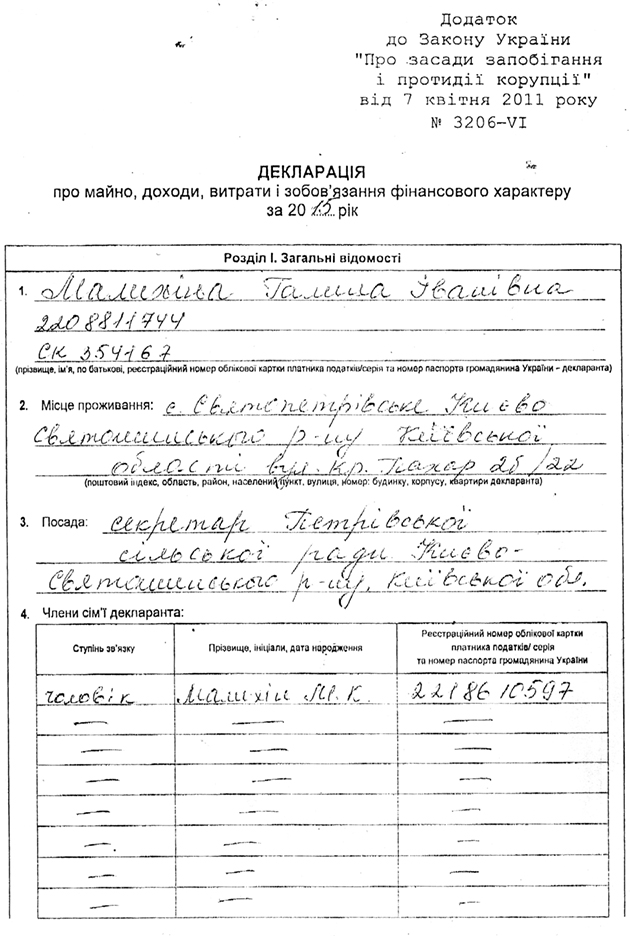 Додаток
до Закону України
"Про засади запобігання
і протидії корупції"
від 7 квітня 2011 року
№ 3206-VI
ДЕКЛАРАЦІЯ
про майно, доходи, витрати і зобов'язання фінансового характеру
за 2015 рік
Розділ I. Загальні відомості
1. Малихіна Галина Іванівна
2208811744
СК 354167
(прізвище, ім'я, по батькові, реєстраційний номер облікової картки платника податків/серія та номер паспорта громадянина України – декларанта)
2. Місце проживання: с. Святопетрівське Києво
Святошинського р-ну Київської
області вул. Кр. Пахар 2б/22
(поштовий індекс, область, район, населений пункт, вулиця, номер: будинку, корпусу, квартири декларанта)
3. Посада: секретар Петрівської
сільської ради Києво-
Святошинського р-ну, Київської обл.
4. Члени сім'ї декларанта:
Ступінь зв'язку
Прізвище, ініціали, дата народження
Реєстраційний номер облікової картки
платника податків/ серія
та номер паспорта громадянина України
чоловік Малихін М. К. 2218610597